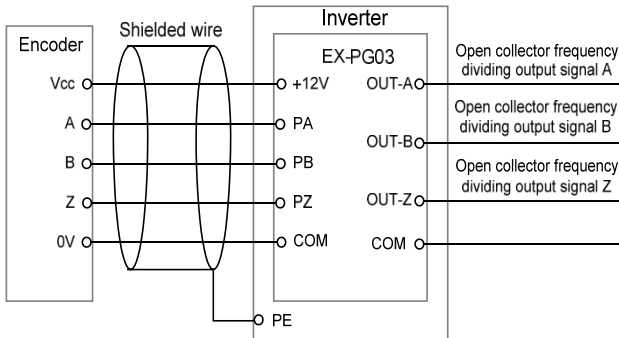 Shielded wire
Inverter
Encoder
EX-PG03
Vcc
+12V
OUT-A
Open collector frequency
dividing output signal A
A
PA
OUT-B
Open collector frequency
dividing output signal B
B
PB
Z
PZ
OUT-Z
Open collector frequency
dividing output signal Z
0V
COM
COM
PE